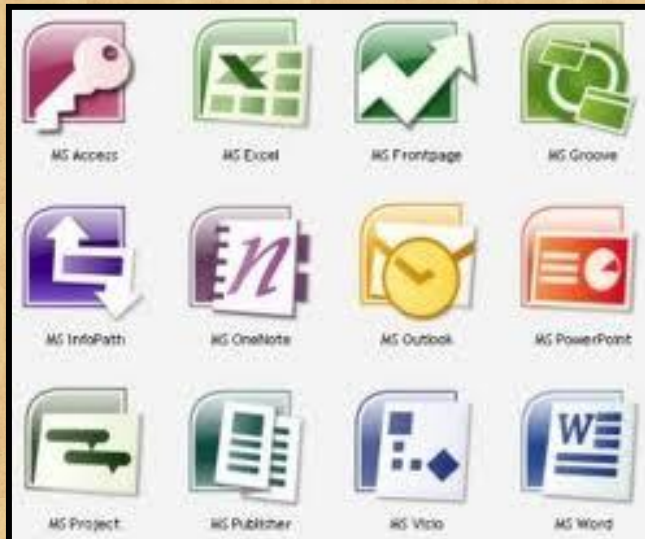 MS Access MS Excel MS Frontpage MS Groove
MS InfoPath MS OneNote MS Outlook MS PowerPoint
MS Project MS Publisher MS Visio MS Word